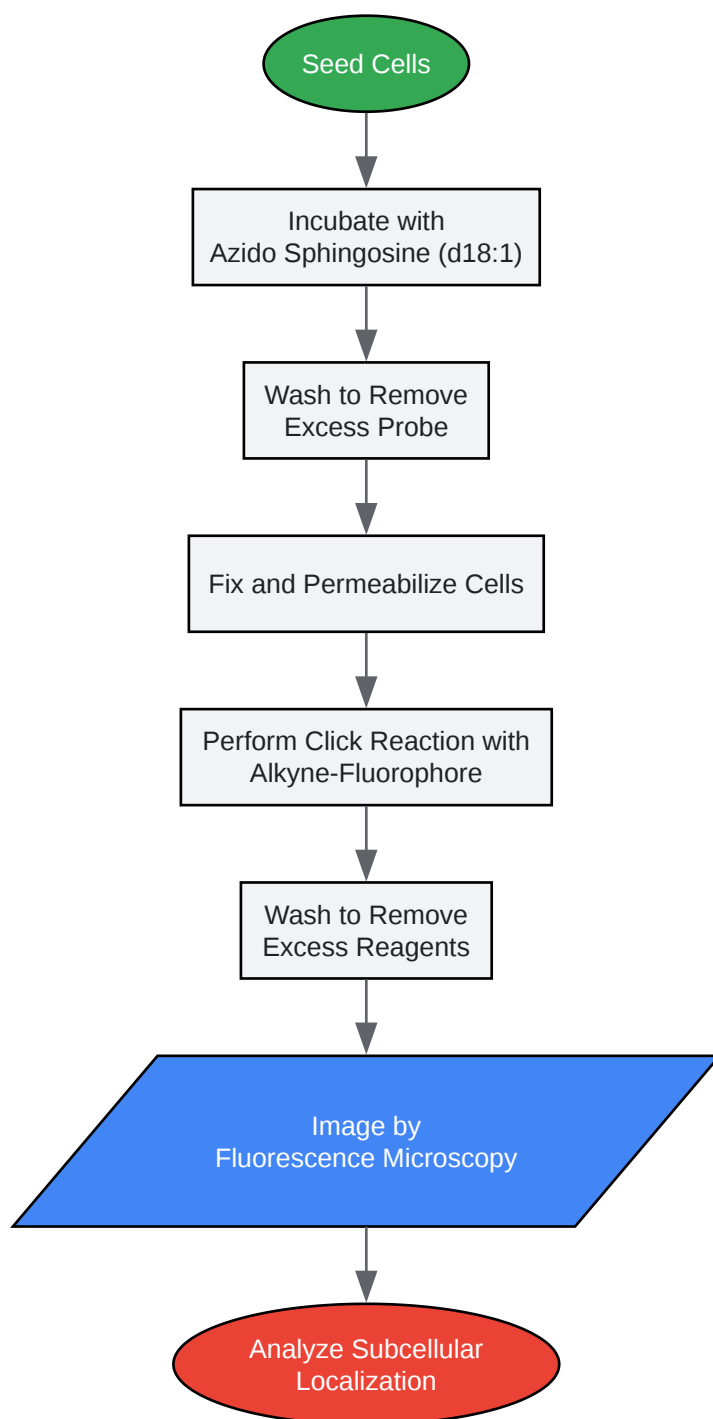 Seed Cells
Incubate with
Azido Sphingosine (d18:1)
Wash to Remove
Excess Probe
Fix and Permeabilize Cells
Perform Click Reaction with
Alkyne-Fluorophore
Wash to Remove
Excess Reagents
Image by
Fluorescence Microscopy
Analyze Subcellular
Localization